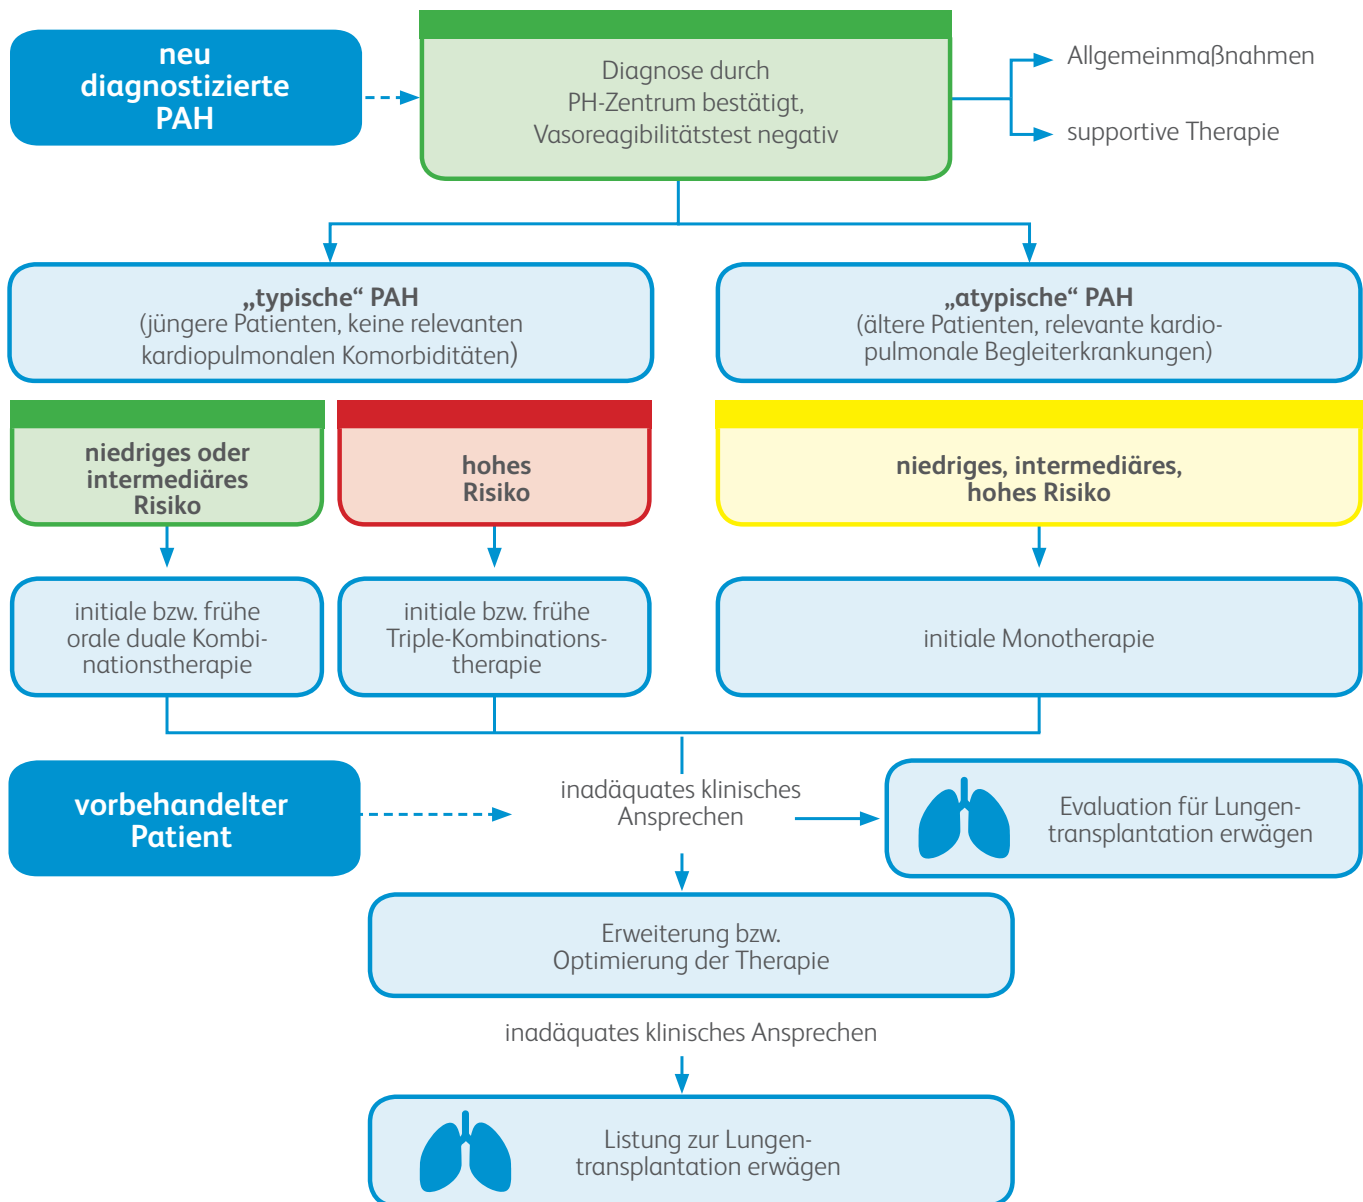 neu
diagnostizierte
PAH
Diagnose durch
PH-Zentrum bestätigt,
Vasoreagibilitätstest negativ
Allgemeinmaßnahmen
supportive Therapie
„typische“ PAH
(jüngere Patienten, keine relevanten
kardiopulmonalen Komorbiditäten)
„atypische“ PAH
(ältere Patienten, relevante kardio-
pulmonale Begleiterkrankungen)
niedriges oder
intermediäres
Risiko
hohes
Risiko
niedriges, intermediäres,
hohes Risiko
initiale bzw. frühe
orale duale Kombi-
nationstherapie
initiale bzw. frühe
Triple-Kombinations-
therapie
initiale Monotherapie
vorbehandelter
Patient
inadäquates klinisches
Ansprechen
Evaluation für Lungen-
transplantation erwägen
Erweiterung bzw.
Optimierung der Therapie
inadäquates klinisches Ansprechen
Listung zur Lungen-
transplantation erwägen